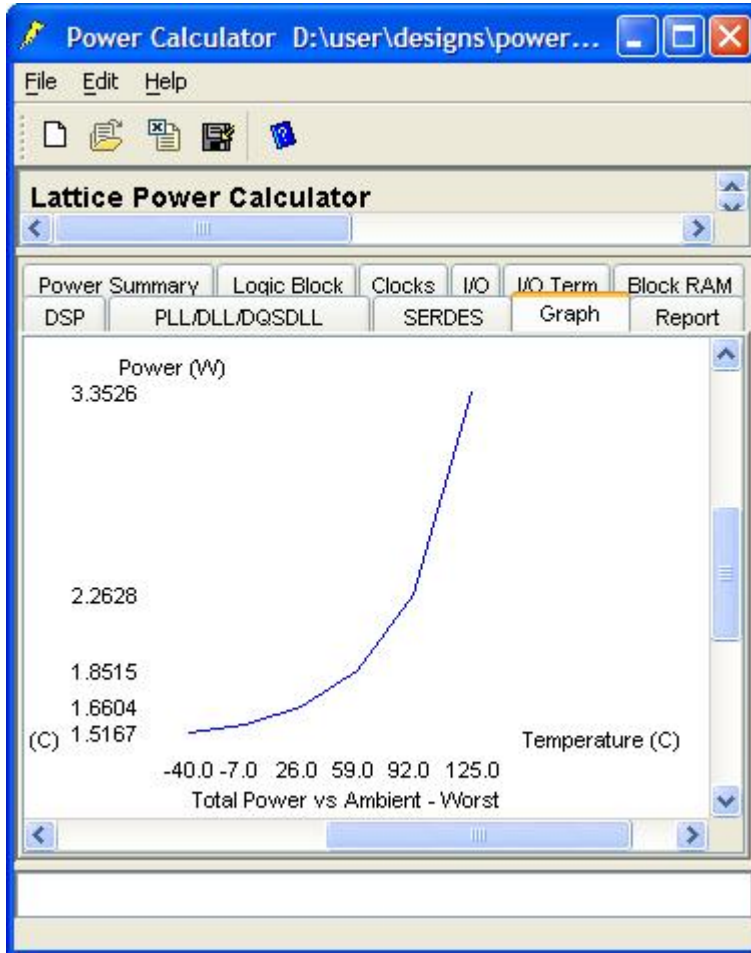 Power Calculator D:\user\designs\power...
File Edit Help
Lattice Power Calculator
Power Summary Logic Block Clocks I/O I/O Term Block RAM
DSP PLL/DLL/DQSDLL SERDES Graph Report
Power (W)
3.3526
2.2628
1.8515
1.6604
(C) 1.5167 Temperature (C)
-40.0 -7.0 26.0 59.0 92.0 125.0
Total Power vs Ambient - Worst